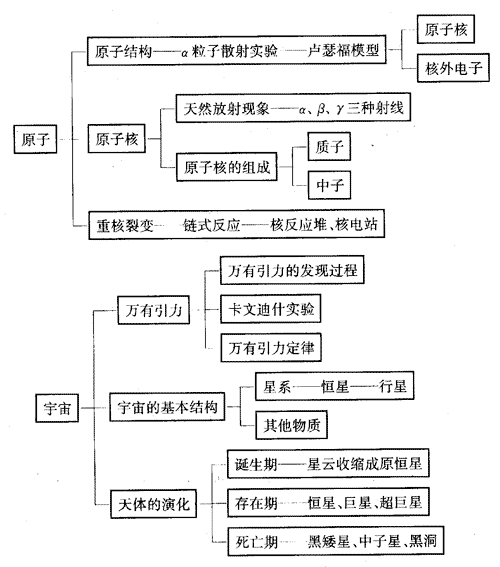 原子
原子结构——α粒子散射实验——卢瑟福模型
原子核
核外电子
原子核
天然放射现象——α、β、γ三种射线
原子核的组成
质子
中子
重核裂变——链式反应——核反应堆、核电站
宇宙
万有引力
万有引力的发现过程
卡文迪什实验
万有引力定律
宇宙的基本结构
星系——恒星——行星
其他物质
天体的演化
诞生期——星云收缩成原恒星
存在期——恒星、巨星、超巨星
死亡期——黑矮星、中子星、黑洞